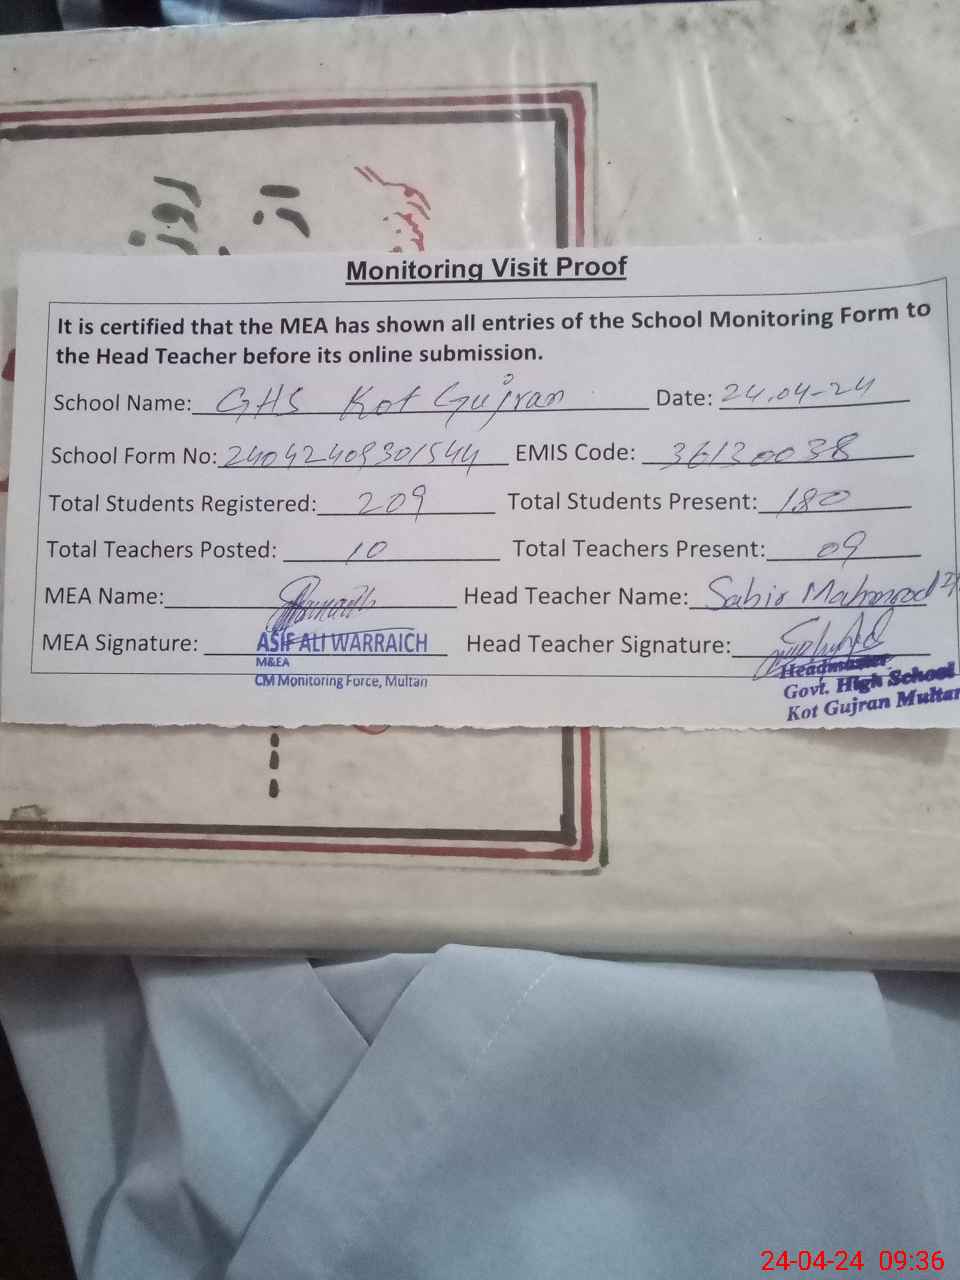 روز
از
Monitoring Visit Proof
It is certified that the MEA has shown all entries of the School Monitoring Form to
the Head Teacher before its online submission.
School Name: GHS Kot Gujran Date: 24.04-24
School Form No: 24042409301544 EMIS Code: 36130038
Total Students Registered: 209 Total Students Present: 180
Total Teachers Posted: 10 Total Teachers Present: 09
MEA Name: Head Teacher Name: Sabir Mahmood
MEA Signature: ASIF ALI WARRAICH Head Teacher Signature:
M&EA Headmaster
CM Monitoring Force, Multan Govt. High School
Kot Gujran Multan
24-04-24 09:36